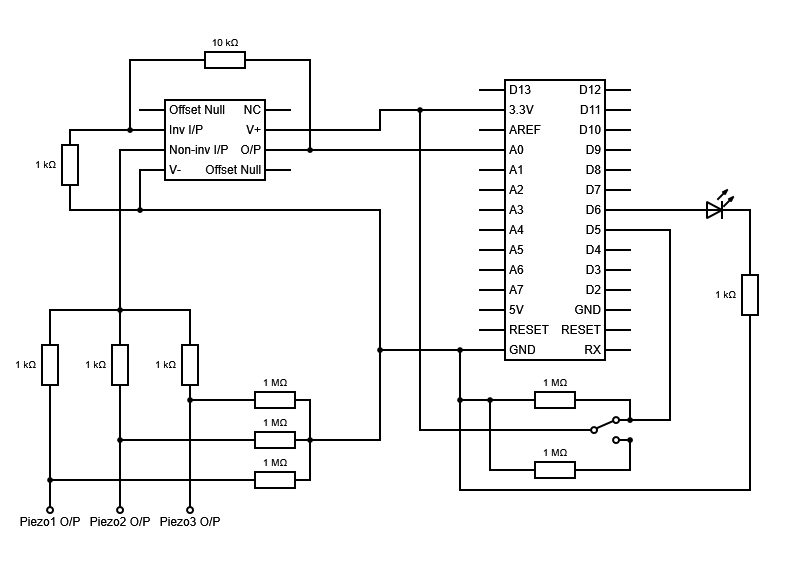 10 kΩ
Offset Null NC
Inv I/P V+
Non-inv I/P O/P
V- Offset Null
1 kΩ
D13 D12
3.3V D11
AREF D10
A0 D9
A1 D8
A2 D7
A3 D6
A4 D5
A5 D4
A6 D3
A7 D2
5V GND
RESET RESET
GND RX
1 kΩ
1 kΩ 1 kΩ 1 kΩ
1 MΩ
1 MΩ
1 MΩ
1 MΩ
1 MΩ
Piezo1 O/P Piezo2 O/P Piezo3 O/P